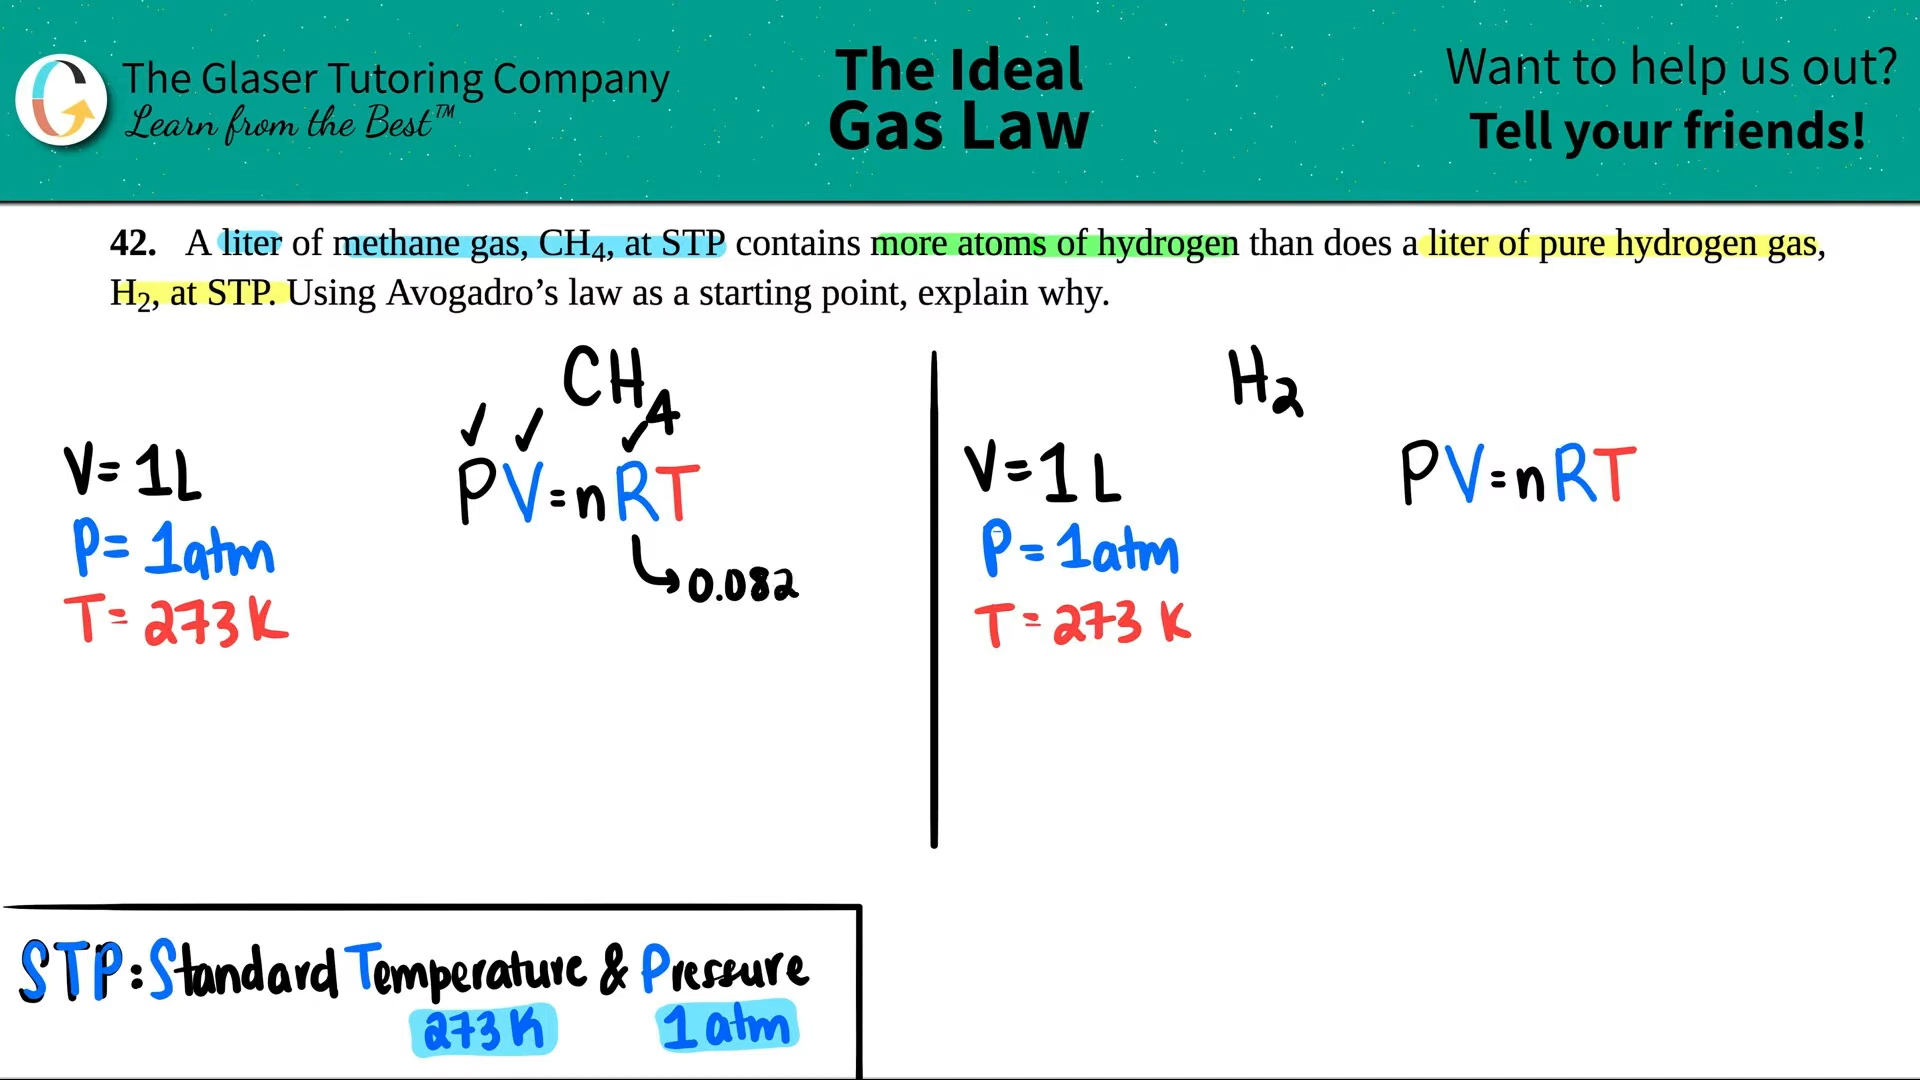 The Glaser Tutoring Company
Learn from the Best™
The Ideal
Gas Law
Want to help us out?
Tell your friends!
42. A liter of methane gas, CH₄, at STP contains more atoms of hydrogen than does a liter of pure hydrogen gas,
H₂, at STP. Using Avogadro’s law as a starting point, explain why.
CH₄
V= 1L
P= 1atm
T= 273K
✓ ✓ ✓
PV=nRT
0.082
H₂
V=1L
P=1atm
T=273 K
PV=nRT
STP:Standard Temperature & Pressure
273K
1atm